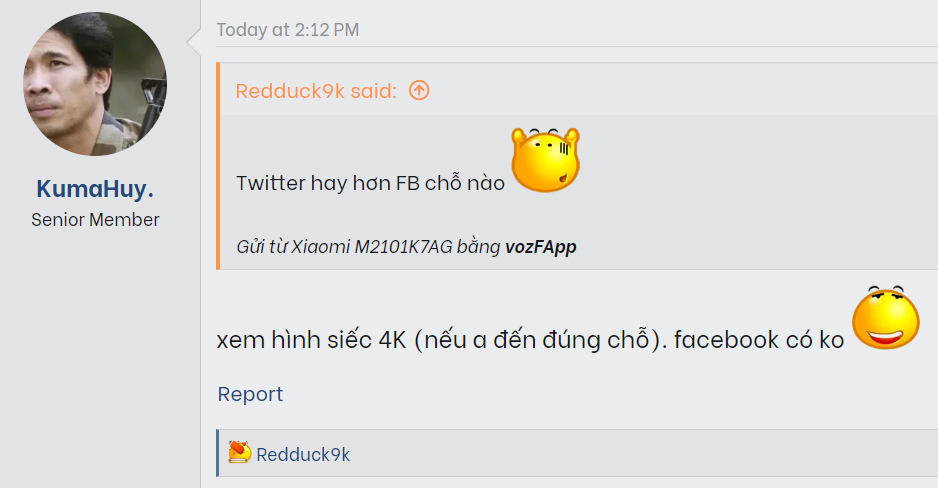 Today at 2:12 PM
Redduck9k said:
Twitter hay hơn FB chỗ nào
Gửi từ Xiaomi M2101K7AG bằng vozFApp
KumaHuy.
Senior Member
xem hình siếc 4K (nếu a đến đúng chỗ). facebook có ko
Report
Redduck9k